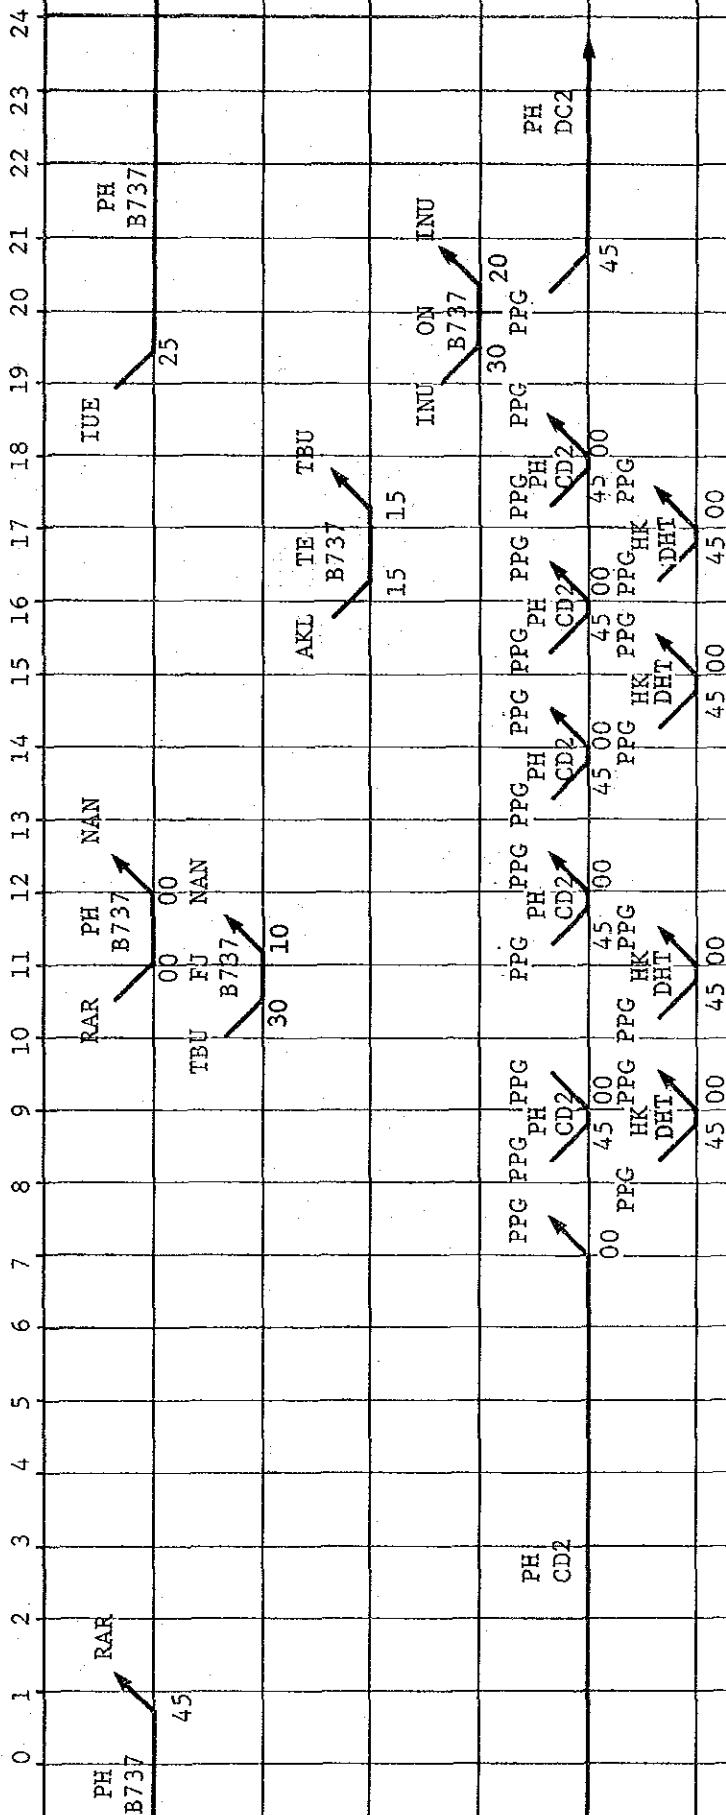 0 1 2 3 4 5 6 7 8 9 10 11 12 13 14 15 16 17 18 19 20 21 22 23 24
PH RAR RAR PH NAN IUE PH
B737 B737 B737
45 00 00 25
TBU FJ NAN
B737
30 10
AKL TE TBU
B737
15 15
INU ON INU
B737
30 20
PPG PPG PPG PPG PPG PPG PPG PPG PPG PPG PPG PPG
PH PH PH PH PH PH PH
CD2 CD2 CD2 CD2 CD2 CD2 DC2
00 45 00 45 00 45 00 45 00 45 00 45
PPG PPG PPG PPG PPG PPG PPG PPG
HK HK HK HK
DHT DHT DHT DHT
45 00 45 00 45 00 45 00